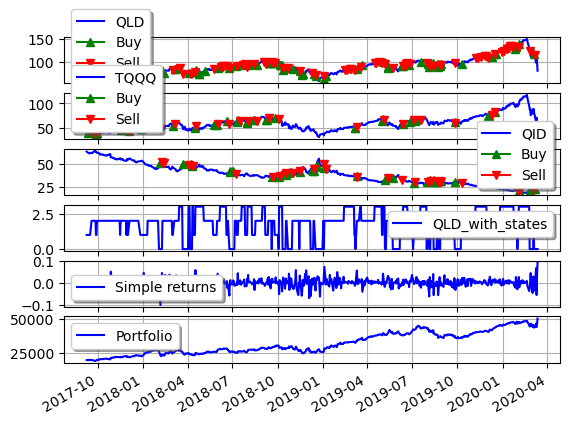 QLD
Buy
Sell
150
100
TQQQ
Buy
Sell
100
50
QID
Buy
Sell
50
25
QLD_with_states
2.5
0.0
Simple returns
0.1
0.0
−0.1
Portfolio
50000
25000
2017-10 2018-01 2018-04 2018-07 2018-10 2019-01 2019-04 2019-07 2019-10 2020-01 2020-04